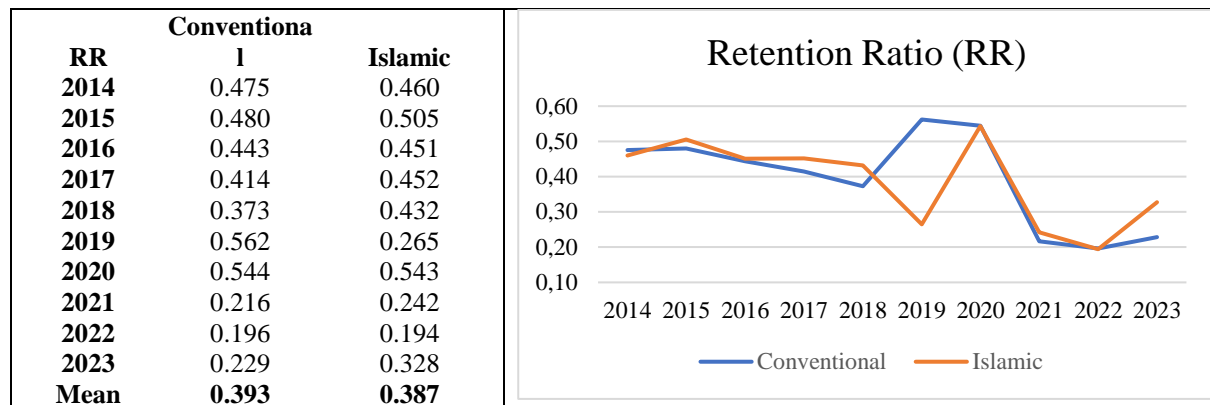 Conventiona
RR l Islamic
2014 0.475 0.460
2015 0.480 0.505
2016 0.443 0.451
2017 0.414 0.452
2018 0.373 0.432
2019 0.562 0.265
2020 0.544 0.543
2021 0.216 0.242
2022 0.196 0.194
2023 0.229 0.328
Mean 0.393 0.387
Retention Ratio (RR)
0,60
0,50
0,40
0,30
0,20
0,10
2014 2015 2016 2017 2018 2019 2020 2021 2022 2023
Conventional Islamic